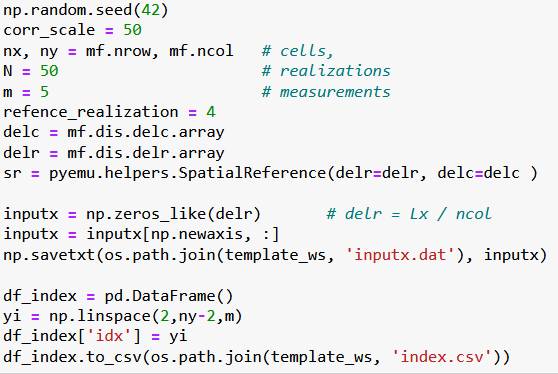 np.random.seed(42)
corr_scale = 50
nx, ny = mf.nrow, mf.ncol   # cells,
N = 50                      # realizations
m = 5                       # measurements
refence_realization = 4
delc = mf.dis.delc.array
delr = mf.dis.delr.array
sr = pyemu.helpers.SpatialReference(delr=delr, delc=delc )
inputx = np.zeros_like(delr)        # delr = Lx / ncol
inputx = inputx[np.newaxis, :]
np.savetxt(os.path.join(template_ws, 'inputx.dat'), inputx)
df_index = pd.DataFrame()
yi = np.linspace(2,ny-2,m)
df_index['idx'] = yi
df_index.to_csv(os.path.join(template_ws, 'index.csv'))